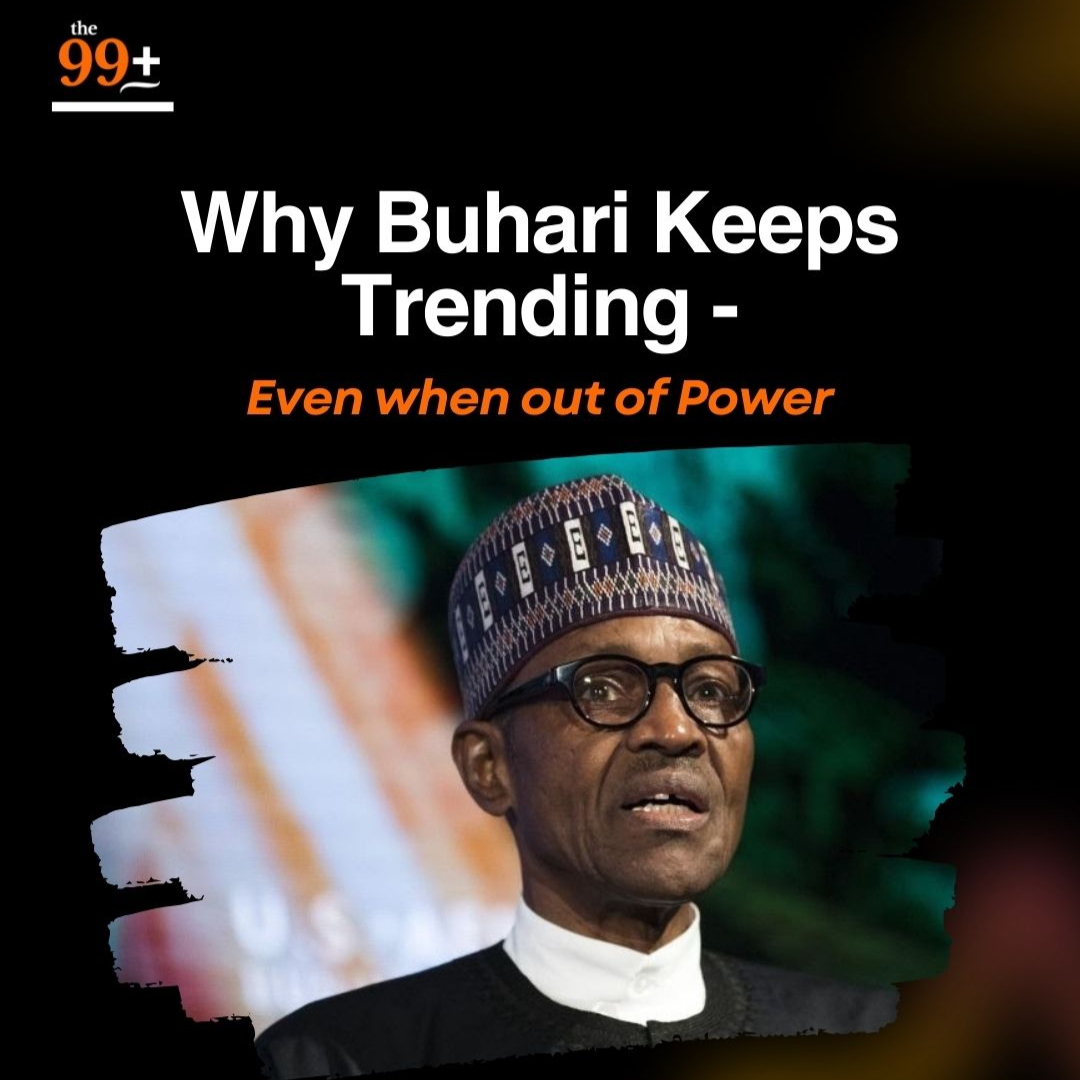 the
99+
Why Buhari Keeps
Trending -
Even when out of Power